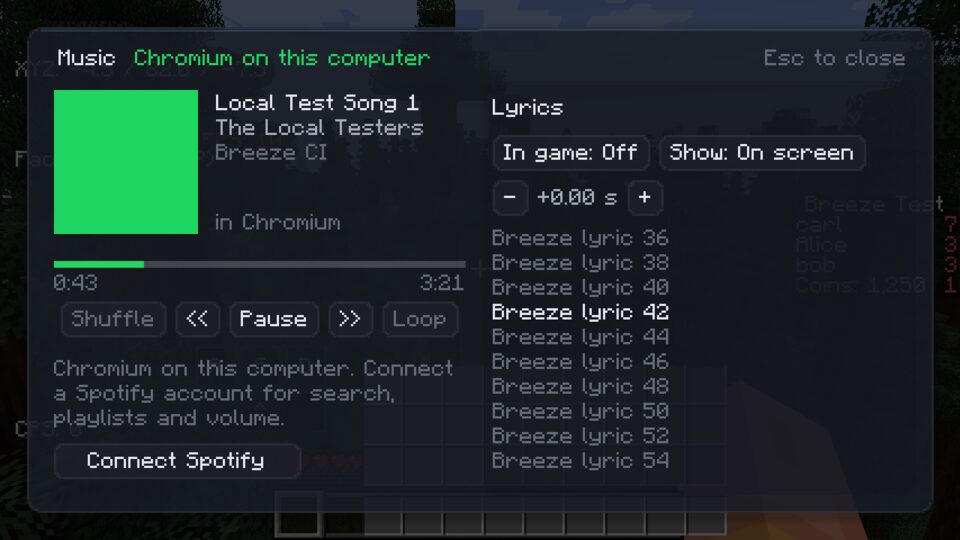 Music Chromium on this computer
Esc to close
Local Test Song 1
The Local Testers
Breeze CI
in Chromium
0:43
3:21
Shuffle
<<
Pause
>>
Loop
Chromium on this computer. Connect
a Spotify account for search,
playlists and volume.
Connect Spotify
Lyrics
In game: Off
Show: On screen
-
+0.00 s
+
Breeze lyric 36
Breeze lyric 38
Breeze lyric 40
Breeze lyric 42
Breeze lyric 44
Breeze lyric 46
Breeze lyric 48
Breeze lyric 50
Breeze lyric 52
Breeze lyric 54
Breeze Test
carl 7
Alice 3
bob 3
Coins: 1,250 1